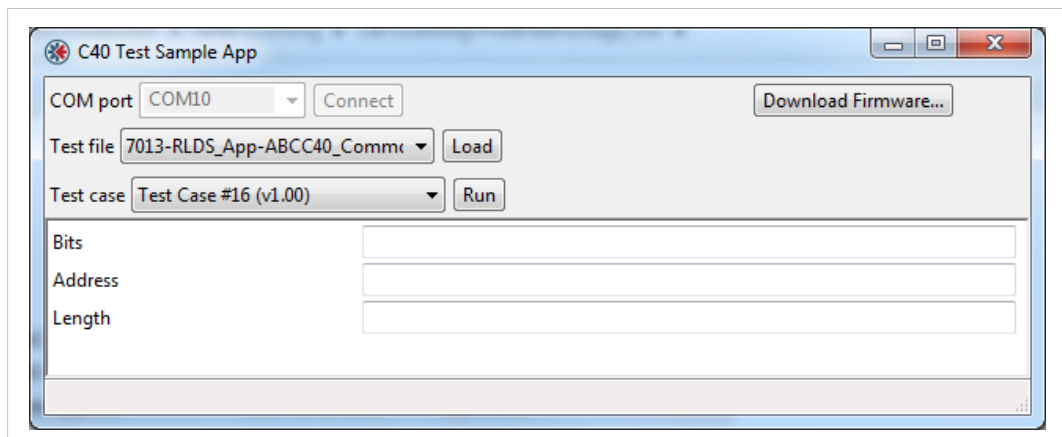 C40 Test Sample App
COM port COM10 Connect Download Firmware...
Test file 7013-RLDS_App-ABCC40_Comm Load
Test case Test Case #16 (v1.00) Run
Bits
Address
Length